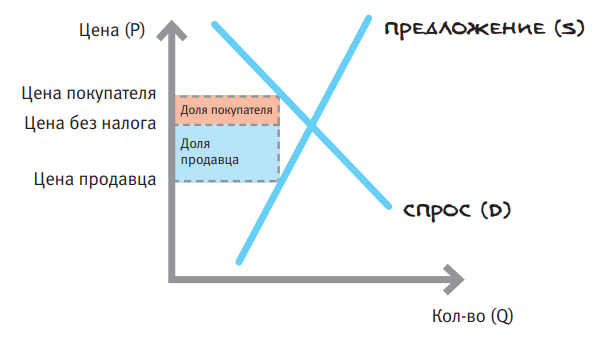 Цена (P)
ПРЕДЛОЖЕНИЕ (S)
Цена покупателя
Доля покупателя
Цена без налога
Доля
продавца
Цена продавца
СПРОС (D)
Кол-во (Q)